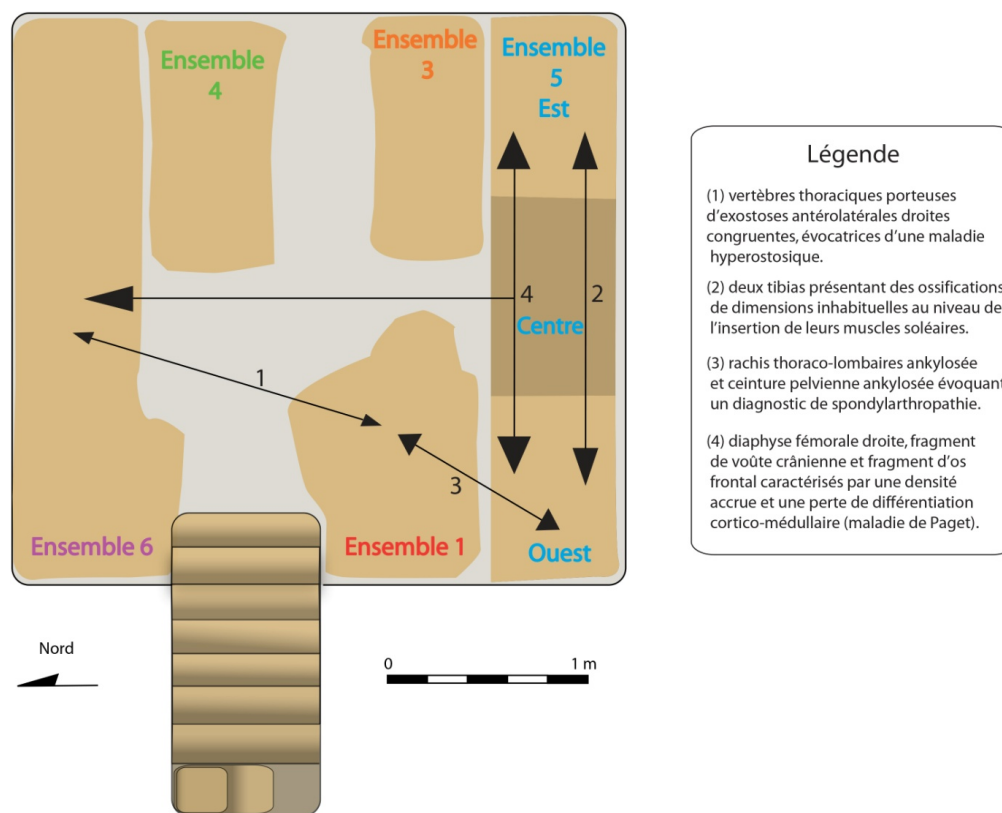 Ensemble
4
Ensemble
3
Ensemble
5
Est
4
2
Centre
1
3
Ensemble 6
Ensemble 1
Ouest
Nord
0
1 m
Légende
(1) vertèbres thoraciques porteuses
d'exostoses antérolatérales droites
congruentes, évocatrices d'une maladie
hyperostosique.
(2) deux tibias présentant des ossifications
de dimensions inhabituelles au niveau de
l'insertion de leurs muscles soléaires.
(3) rachis thoraco-lombaires ankylosée
et ceinture pelvienne ankylosée évoquant
un diagnostic de spondylarthropathie.
(4) diaphyse fémorale droite, fragment
de voûte crânienne et fragment d'os
frontal caractérisés par une densité
accrue et une perte de différentiation
cortico-médullaire (maladie de Paget).